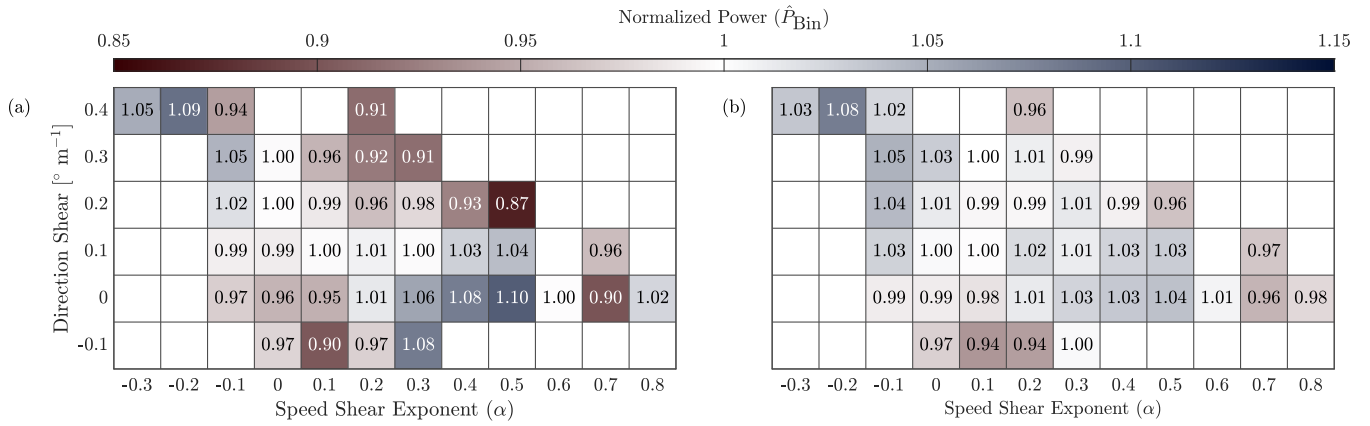 Normalized Power (P̂Bin)
0.85 0.9 0.95 1 1.05 1.1 1.15
(a)
Direction Shear [° m−1]
0.4 1.05 1.09 0.94 0.91
0.3 1.05 1.00 0.96 0.92 0.91
0.2 1.02 1.00 0.99 0.96 0.98 0.93 0.87
0.1 0.99 0.99 1.00 1.01 1.00 1.03 1.04 0.96
0 0.97 0.96 0.95 1.01 1.06 1.08 1.10 1.00 0.90 1.02
-0.1 0.97 0.90 0.97 1.08
-0.3 -0.2 -0.1 0 0.1 0.2 0.3 0.4 0.5 0.6 0.7 0.8
Speed Shear Exponent (α)
(b)
1.03 1.08 1.02 0.96
1.05 1.03 1.00 1.01 0.99
1.04 1.01 0.99 0.99 1.01 0.99 0.96
1.03 1.00 1.00 1.02 1.01 1.03 1.03 0.97
0.99 0.99 0.98 1.01 1.03 1.03 1.04 1.01 0.96 0.98
0.97 0.94 0.94 1.00
-0.3 -0.2 -0.1 0 0.1 0.2 0.3 0.4 0.5 0.6 0.7 0.8
Speed Shear Exponent (α)